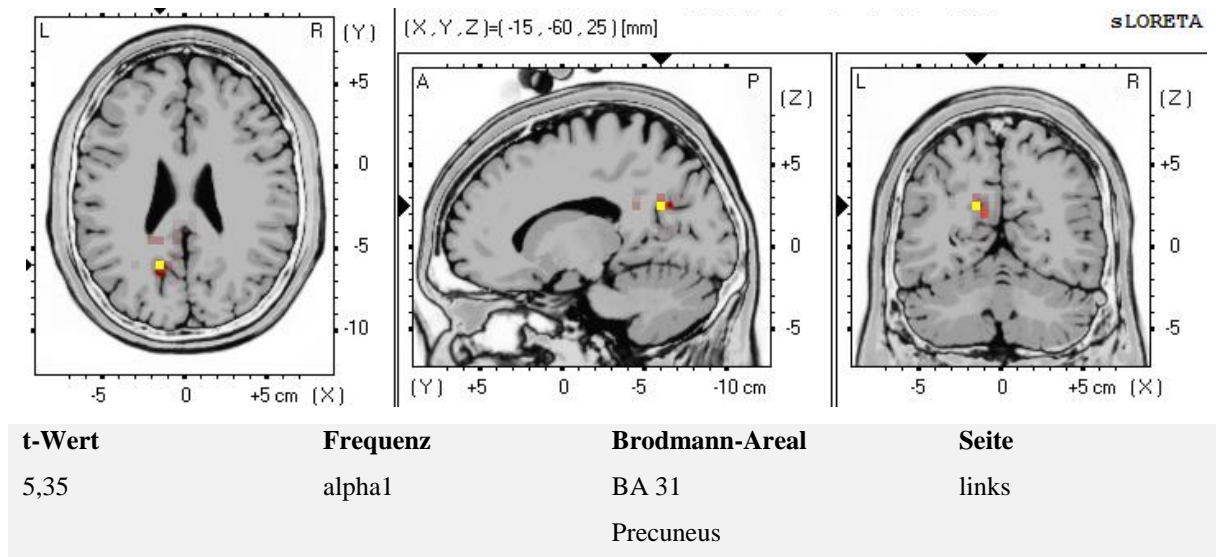 (X , Y , Z )=( -15 , -60 , 25 ) [mm] sLORETA
L R (Y)
+5
0
-5
-10
-5 0 +5 cm (X)
A P (Z)
+5
0
-5
(Y) +5 0 -5 -10 cm
L R (Z)
+5
0
-5
-5 0 +5 cm (X)
t-Wert Frequenz Brodmann-Areal Seite
5,35 alpha1 BA 31 links
Precuneus